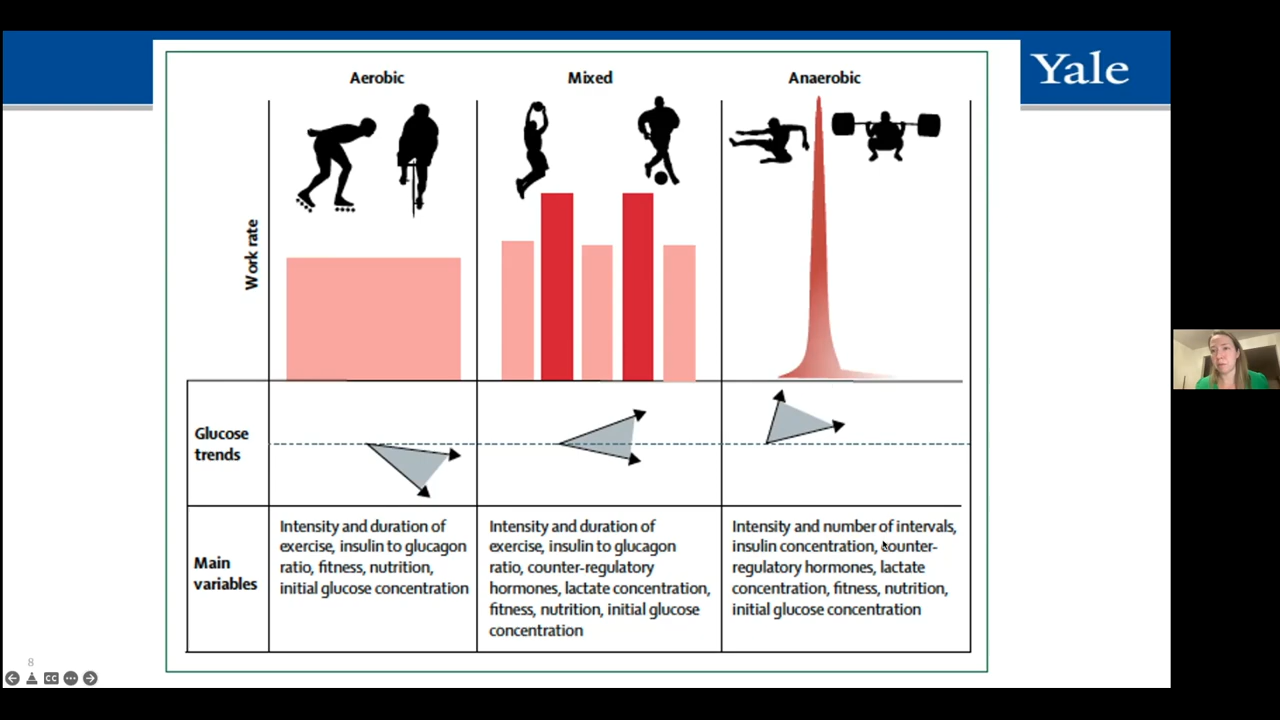 Yale
Aerobic
Mixed
Anaerobic
Work rate
Glucose
trends
Main
variables
Intensity and duration of
exercise, insulin to glucagon
ratio, fitness, nutrition,
initial glucose concentration
Intensity and duration of
exercise, insulin to glucagon
ratio, counter-regulatory
hormones, lactate concentration,
fitness, nutrition, initial glucose
concentration
Intensity and number of intervals,
insulin concentration, counter-
regulatory hormones, lactate
concentration, fitness, nutrition,
initial glucose concentration
8
CC